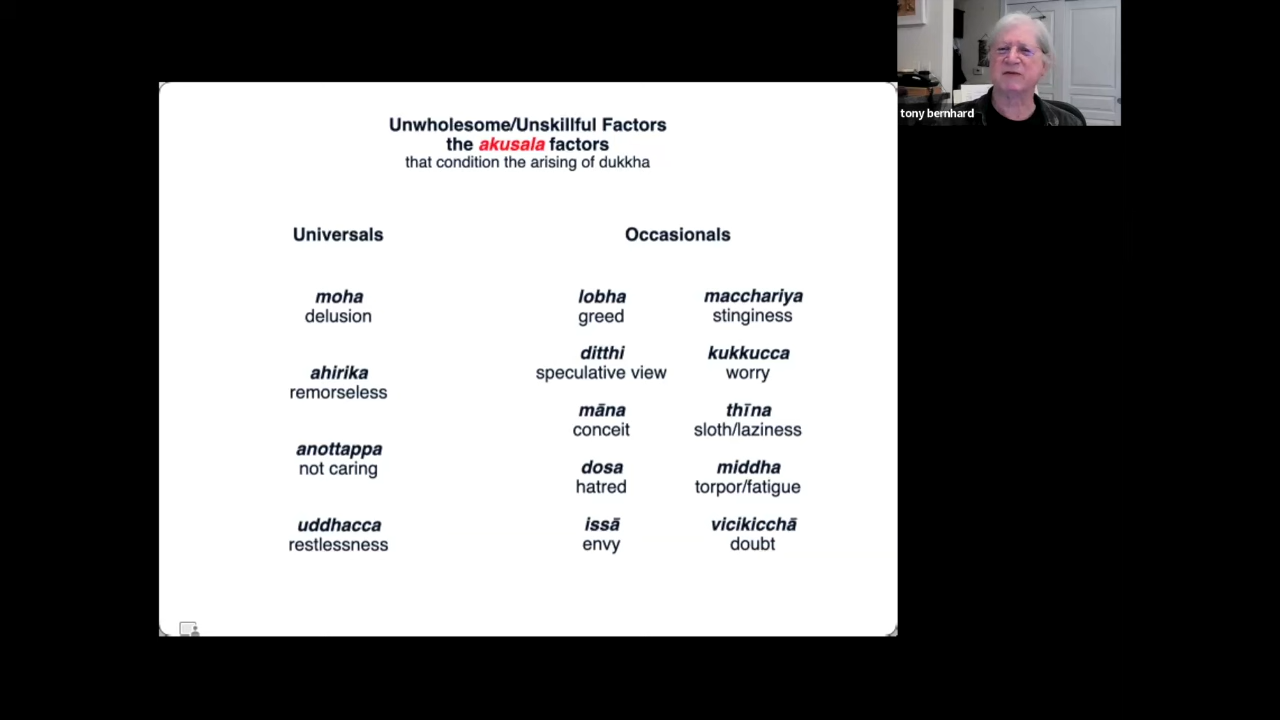 Unwholesome/Unskillful Factors
the akusala factors
that condition the arising of dukkha
Universals
moha
delusion
ahirika
remorseless
anottappa
not caring
uddhacca
restlessness
Occasionals
lobha
greed
ditthi
speculative view
māna
conceit
dosa
hatred
issā
envy
macchariya
stinginess
kukkucca
worry
thīna
sloth/laziness
middha
torpor/fatigue
vicikicchā
doubt
tony bernhard